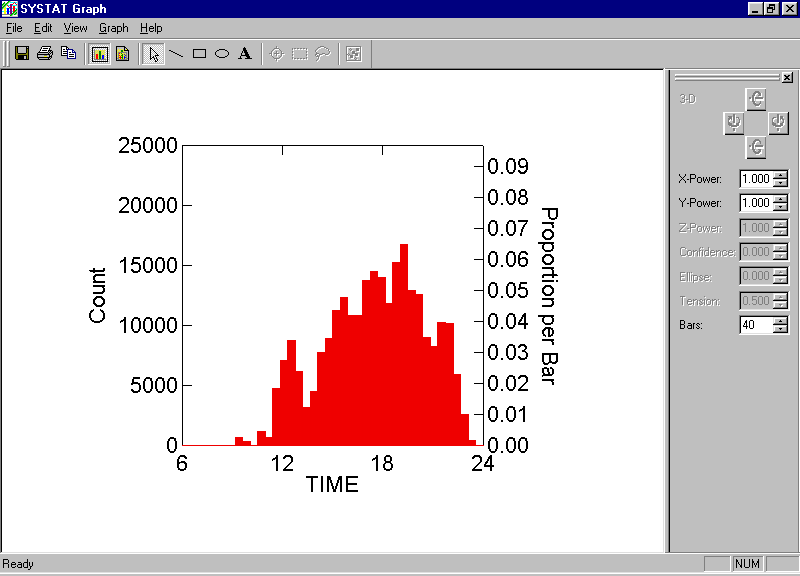 SYSTAT Graph
File Edit View Graph Help
A
3-D
X-Power: 1.000
Y-Power: 1.000
Z-Power: 1.000
Confidence: 0.000
Ellipse: 0.000
Tension: 0.500
Bars: 40
25000
20000
15000
10000
5000
0
Count
6 12 18 24
TIME
0.09
0.08
0.07
0.06
0.05
0.04
0.03
0.02
0.01
0.00
Proportion per Bar
Ready NUM